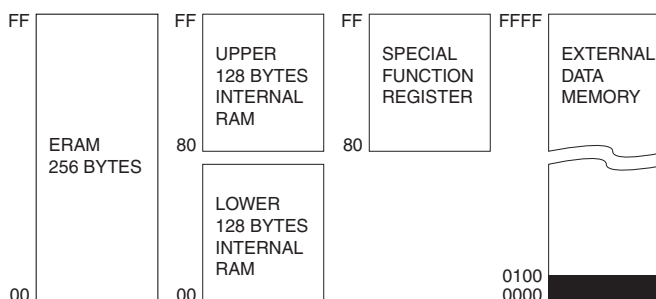 FF
ERAM
256 BYTES
00
FF
UPPER
128 BYTES
INTERNAL
RAM
80
LOWER
128 BYTES
INTERNAL
RAM
00
FF
SPECIAL
FUNCTION
REGISTER
80
FFFF
EXTERNAL
DATA
MEMORY
0100
0000